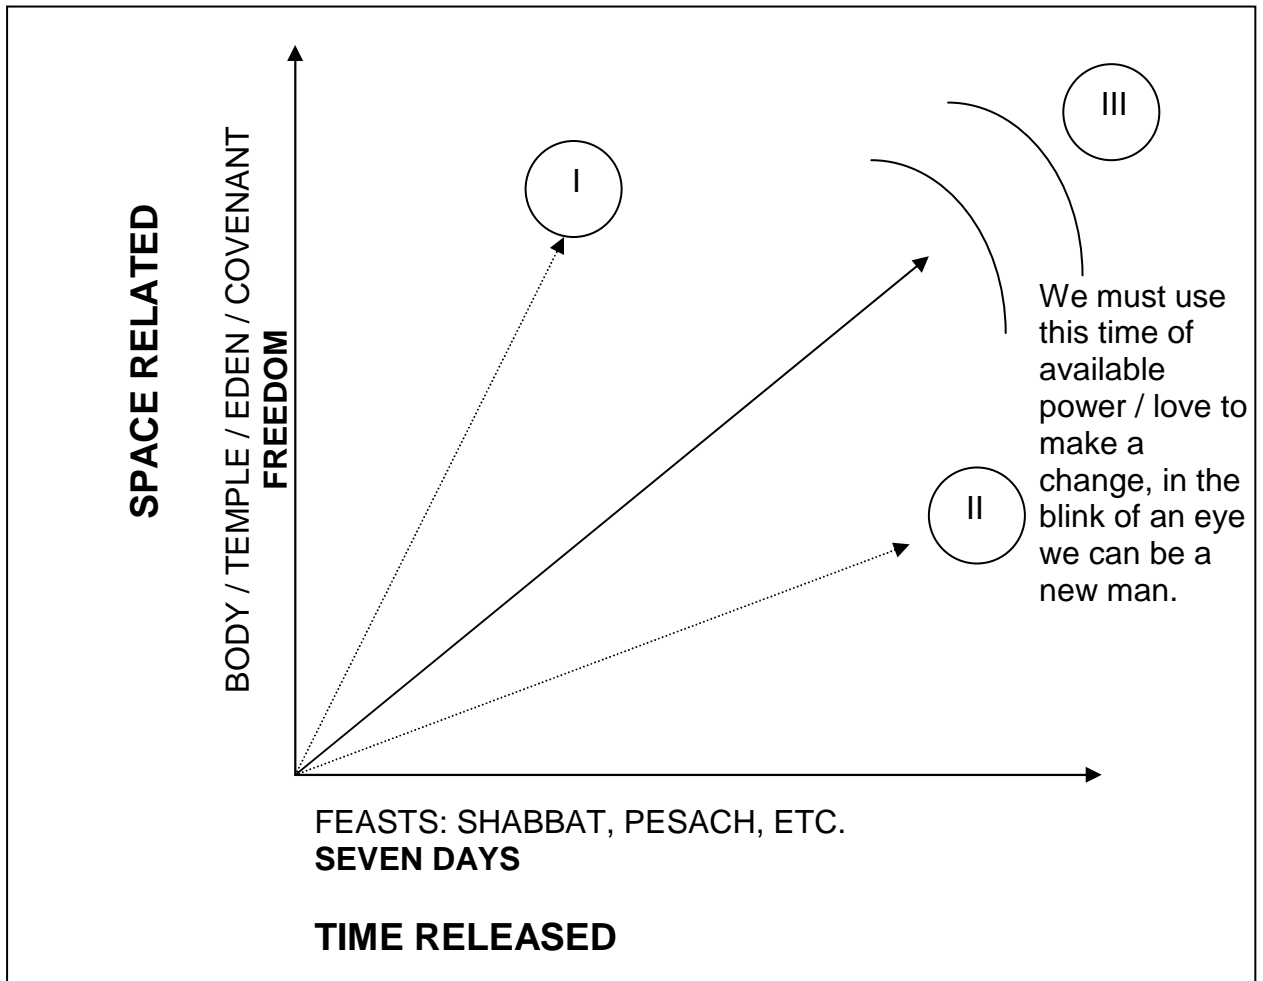 SPACE RELATED
BODY / TEMPLE / EDEN / COVENANT
FREEDOM
I
III
II
We must use
this time of
available
power / love to
make a
change, in the
blink of an eye
we can be a
new man.
FEASTS: SHABBAT, PESACH, ETC.
SEVEN DAYS
TIME RELEASED